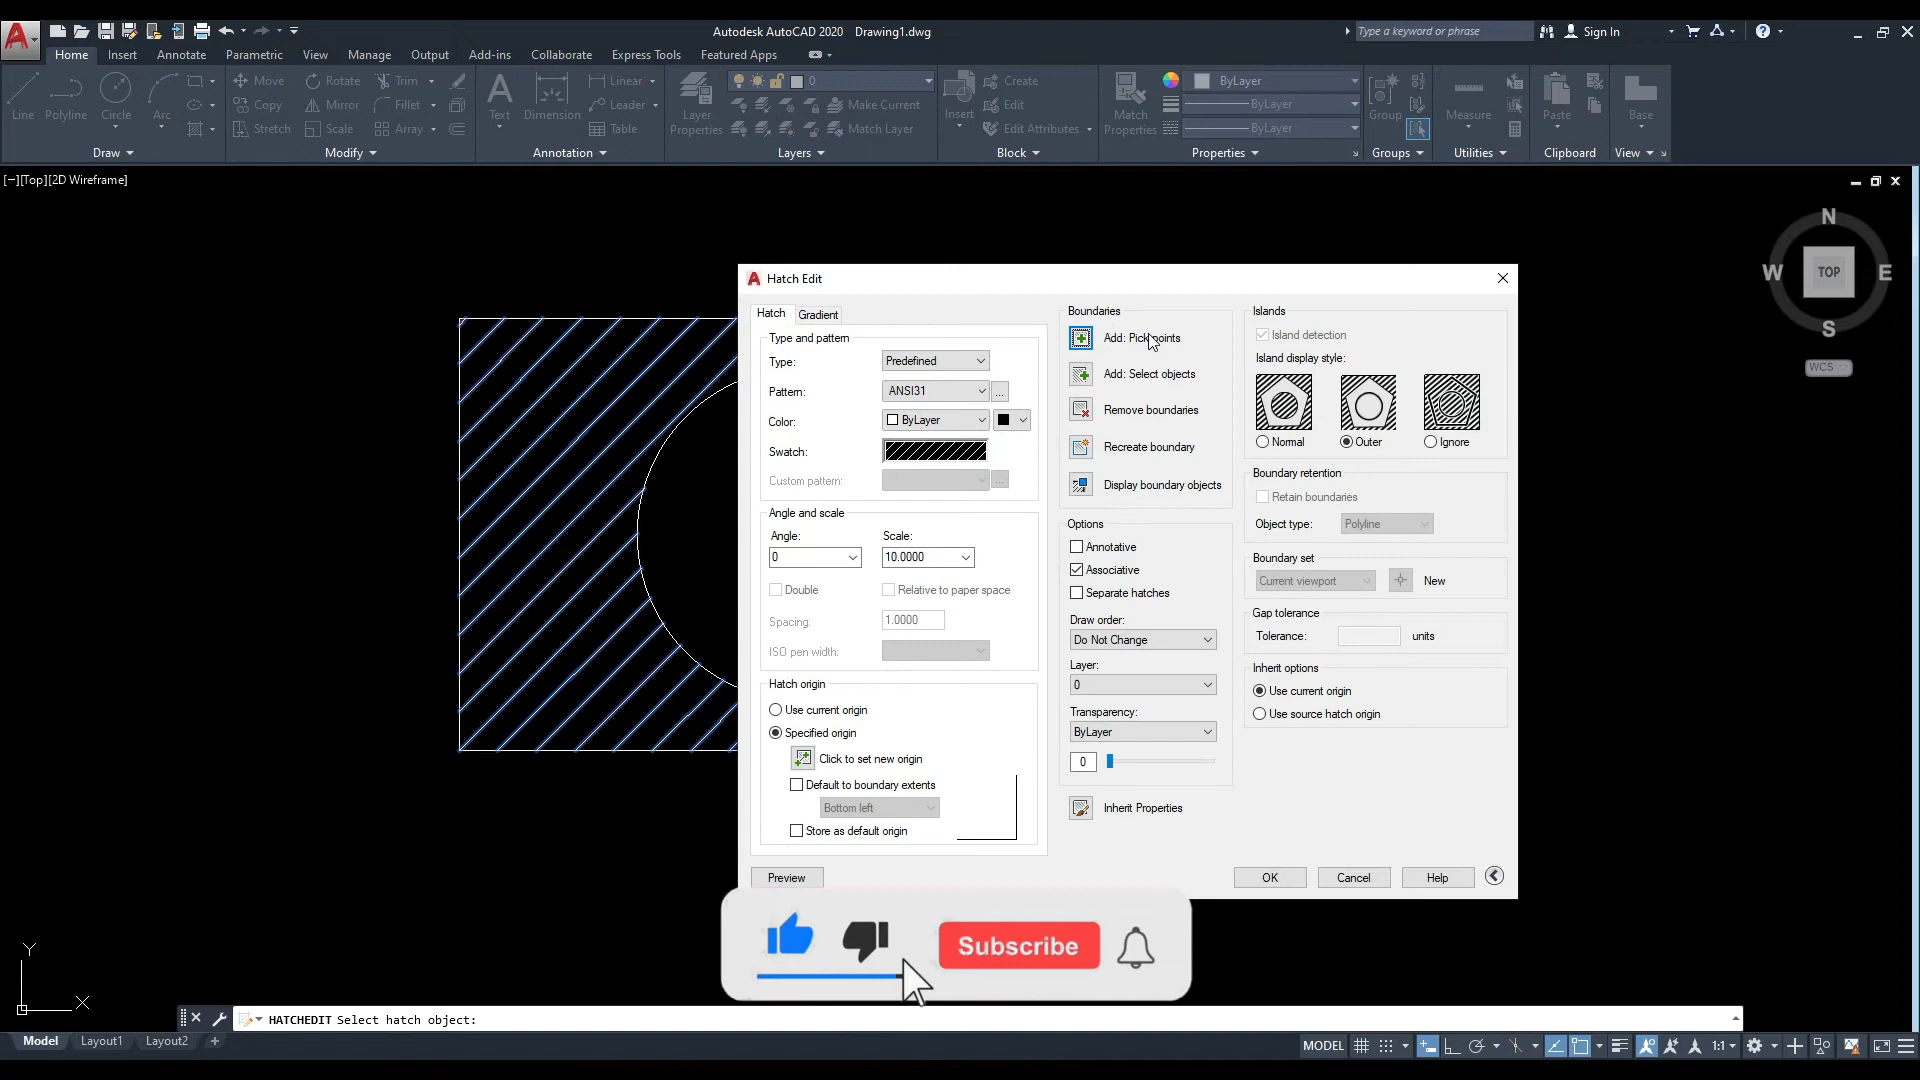 Autodesk AutoCAD 2020 Drawing1.dwg
Type a keyword or phrase
Sign In
Home Insert Annotate Parametric View Manage Output Add-ins Collaborate Express Tools Featured Apps
Line Polyline Circle Arc
Move Rotate Trim
Copy Mirror Fillet
Stretch Scale Array
Text Dimension
Linear
Leader
Table
Layer Properties
0
Make Current
Match Layer
Insert
Create
Edit
Edit Attributes
Match Properties
ByLayer
ByLayer
ByLayer
Group
Measure
Paste
Base
Draw Modify Annotation Layers Block Properties Groups Utilities Clipboard View
[−][Top][2D Wireframe]
N
W TOP E
S
WCS
Hatch Edit
Hatch Gradient
Type and pattern
Type: Predefined
Pattern: ANSI31 ...
Color: ByLayer
Swatch:
Custom pattern: ...
Angle and scale
Angle: Scale:
0 10.0000
Double Relative to paper space
Spacing: 1.0000
ISO pen width:
Hatch origin
Use current origin
Specified origin
Click to set new origin
Default to boundary extents
Bottom left
Store as default origin
Preview
Boundaries
Add: Pick points
Add: Select objects
Remove boundaries
Recreate boundary
Display boundary objects
Options
Annotative
Associative
Separate hatches
Draw order:
Do Not Change
Layer:
0
Transparency:
ByLayer
0
Inherit Properties
Islands
Island detection
Island display style:
Normal Outer Ignore
Boundary retention
Retain boundaries
Object type: Polyline
Boundary set
Current viewport New
Gap tolerance
Tolerance: units
Inherit options
Use current origin
Use source hatch origin
OK Cancel Help
Subscribe
Y
X
HATCHEDIT Select hatch object:
Model Layout1 Layout2 +
MODEL 1:1